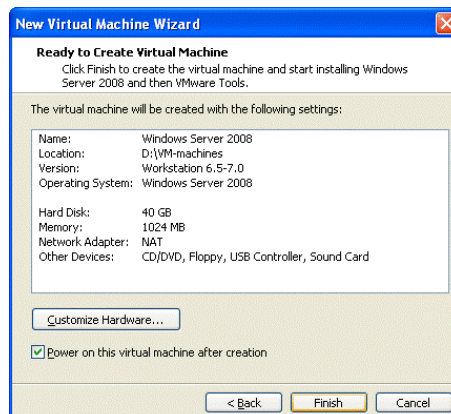 New Virtual Machine Wizard
Ready to Create Virtual Machine
Click Finish to create the virtual machine and start installing Windows
Server 2008 and then VMware Tools.
The virtual machine will be created with the following settings:
Name: Windows Server 2008
Location: D:\VM-machines
Version: Workstation 6.5-7.0
Operating System: Windows Server 2008
Hard Disk: 40 GB
Memory: 1024 MB
Network Adapter: NAT
Other Devices: CD/DVD, Floppy, USB Controller, Sound Card
Customize Hardware...
Power on this virtual machine after creation
< Back Finish Cancel